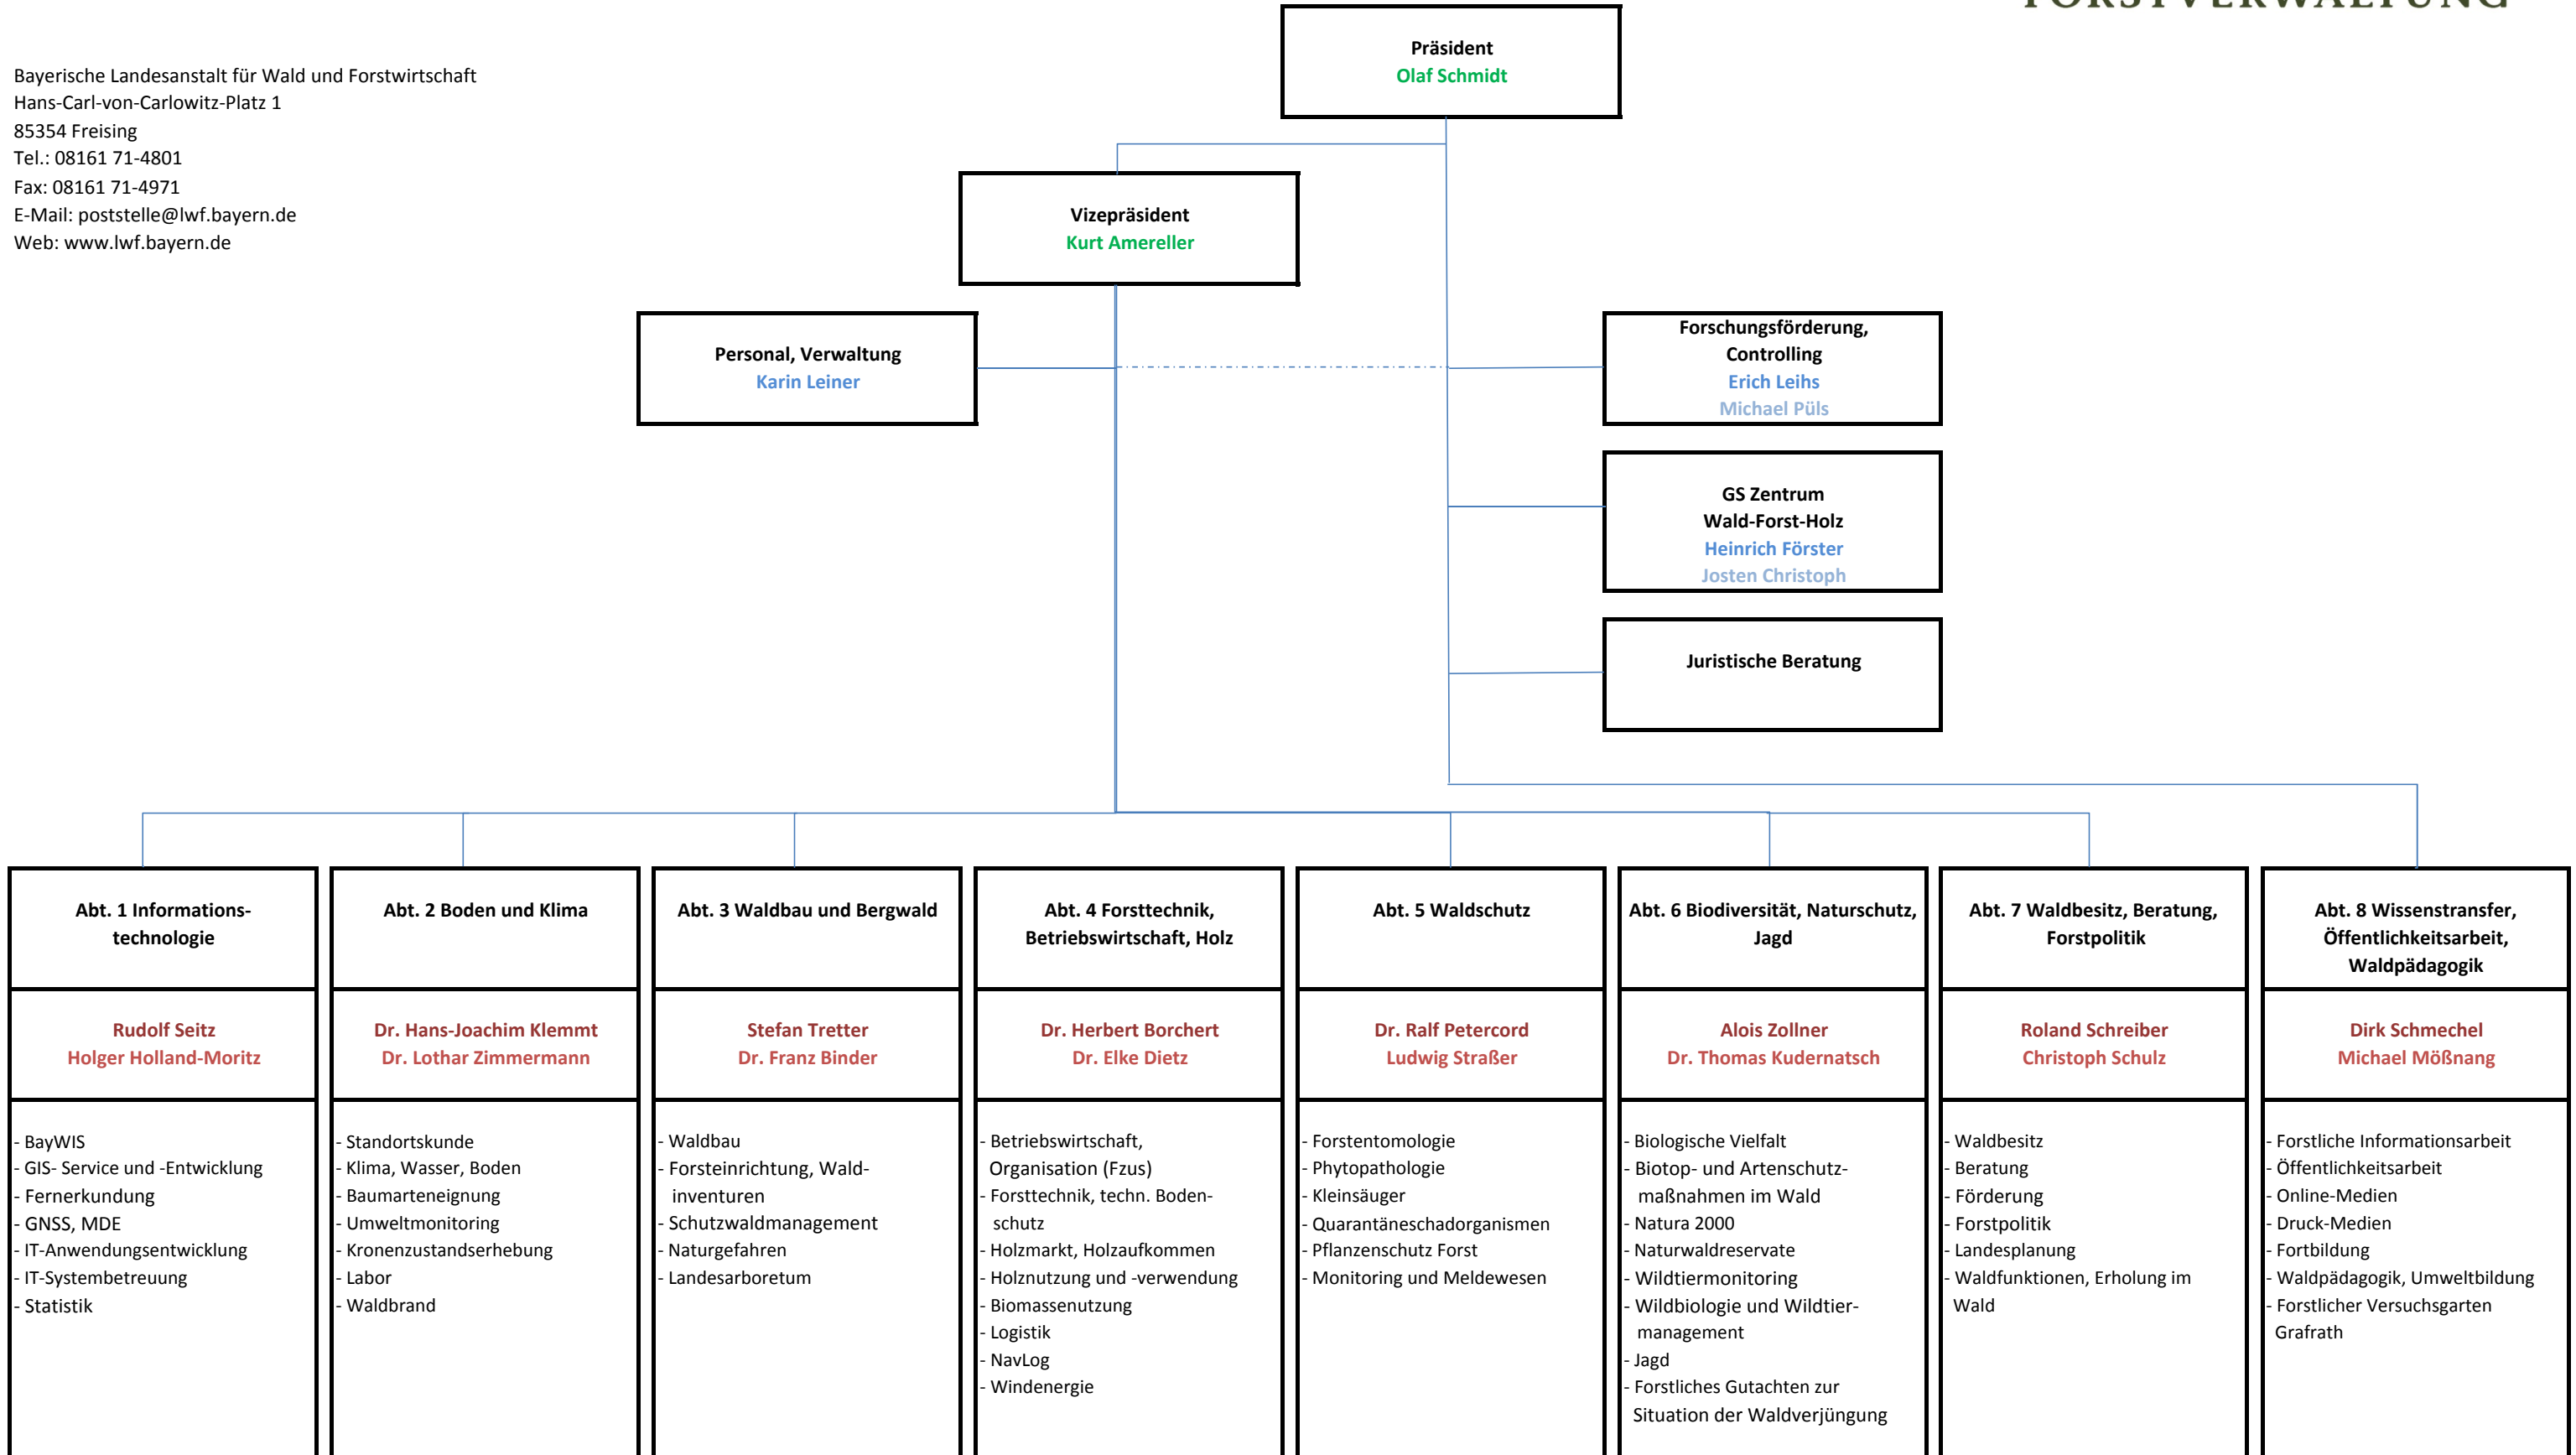 FORSTVERWALTUNG
Bayerische Landesanstalt für Wald und Forstwirtschaft
Hans-Carl-von-Carlowitz-Platz 1
85354 Freising
Tel.: 08161 71-4801
Fax: 08161 71-4971
E-Mail: poststelle@lwf.bayern.de
Web: www.lwf.bayern.de
Präsident
Olaf Schmidt
Vizepräsident
Kurt Amereller
Personal, Verwaltung
Karin Leiner
Forschungsförderung,
Controlling
Erich Leihs
Michael Püls
GS Zentrum
Wald-Forst-Holz
Heinrich Förster
Josten Christoph
Juristische Beratung
Abt. 1 Informations-
technologie
Rudolf Seitz
Holger Holland-Moritz
- BayWIS
- GIS- Service und -Entwicklung
- Fernerkundung
- GNSS, MDE
- IT-Anwendungsentwicklung
- IT-Systembetreuung
- Statistik
Abt. 2 Boden und Klima
Dr. Hans-Joachim Klemmt
Dr. Lothar Zimmermann
- Standortskunde
- Klima, Wasser, Boden
- Baumarteneignung
- Umweltmonitoring
- Kronenzustandserhebung
- Labor
- Waldbrand
Abt. 3 Waldbau und Bergwald
Stefan Tretter
Dr. Franz Binder
- Waldbau
- Forsteinrichtung, Wald-
inventuren
- Schutzwaldmanagement
- Naturgefahren
- Landesarboretum
Abt. 4 Forsttechnik,
Betriebswirtschaft, Holz
Dr. Herbert Borchert
Dr. Elke Dietz
- Betriebswirtschaft,
Organisation (Fzus)
- Forsttechnik, techn. Boden-
schutz
- Holzmarkt, Holzaufkommen
- Holznutzung und -verwendung
- Biomassenutzung
- Logistik
- NavLog
- Windenergie
Abt. 5 Waldschutz
Dr. Ralf Petercord
Ludwig Straßer
- Forstentomologie
- Phytopathologie
- Kleinsäuger
- Quarantäneschadorganismen
- Pflanzenschutz Forst
- Monitoring und Meldewesen
Abt. 6 Biodiversität, Naturschutz,
Jagd
Alois Zollner
Dr. Thomas Kudernatsch
- Biologische Vielfalt
- Biotop- und Artenschutz-
maßnahmen im Wald
- Natura 2000
- Naturwaldreservate
- Wildtiermonitoring
- Wildbiologie und Wildtier-
management
- Jagd
- Forstliches Gutachten zur
Situation der Waldverjüngung
Abt. 7 Waldbesitz, Beratung,
Forstpolitik
Roland Schreiber
Christoph Schulz
- Waldbesitz
- Beratung
- Förderung
- Forstpolitik
- Landesplanung
- Waldfunktionen, Erholung im
Wald
Abt. 8 Wissenstransfer,
Öffentlichkeitsarbeit,
Waldpädagogik
Dirk Schmechel
Michael Mößnang
- Forstliche Informationsarbeit
- Öffentlichkeitsarbeit
- Online-Medien
- Druck-Medien
- Fortbildung
- Waldpädagogik, Umweltbildung
- Forstlicher Versuchsgarten
Grafrath